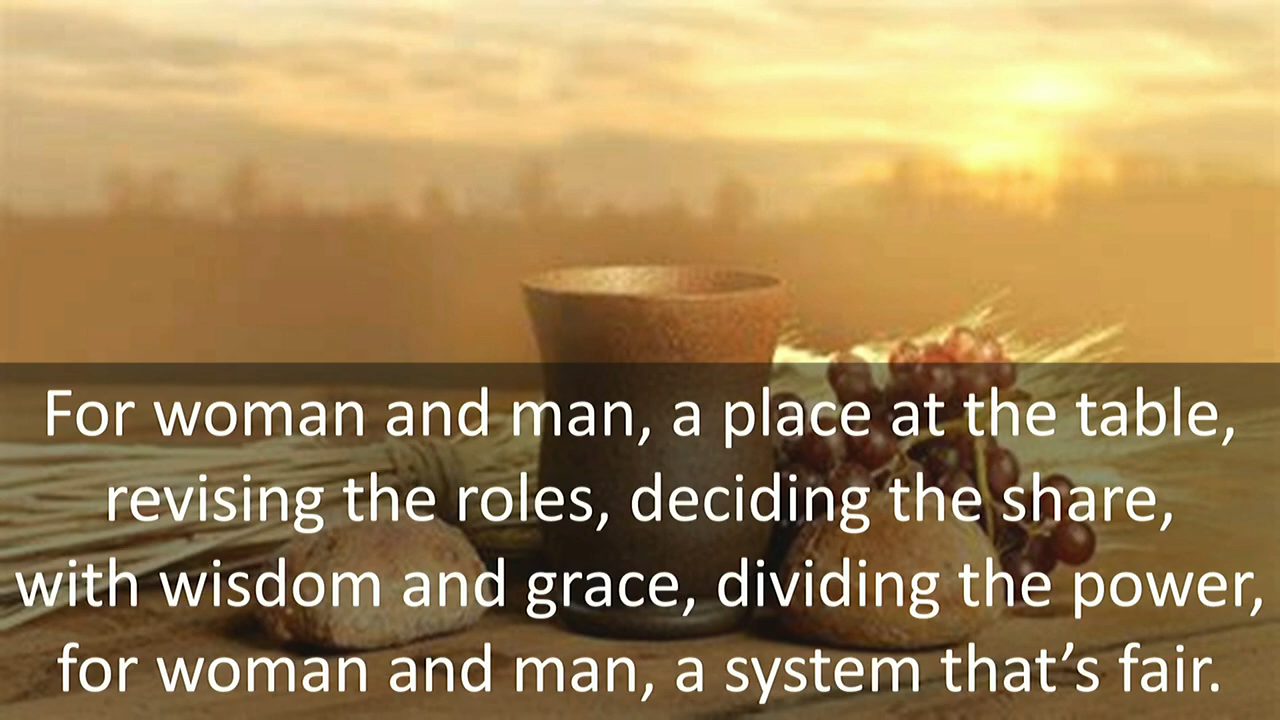 For woman and man, a place at the table,
revising the roles, deciding the share,
with wisdom and grace, dividing the power,
for woman and man, a system that’s fair.